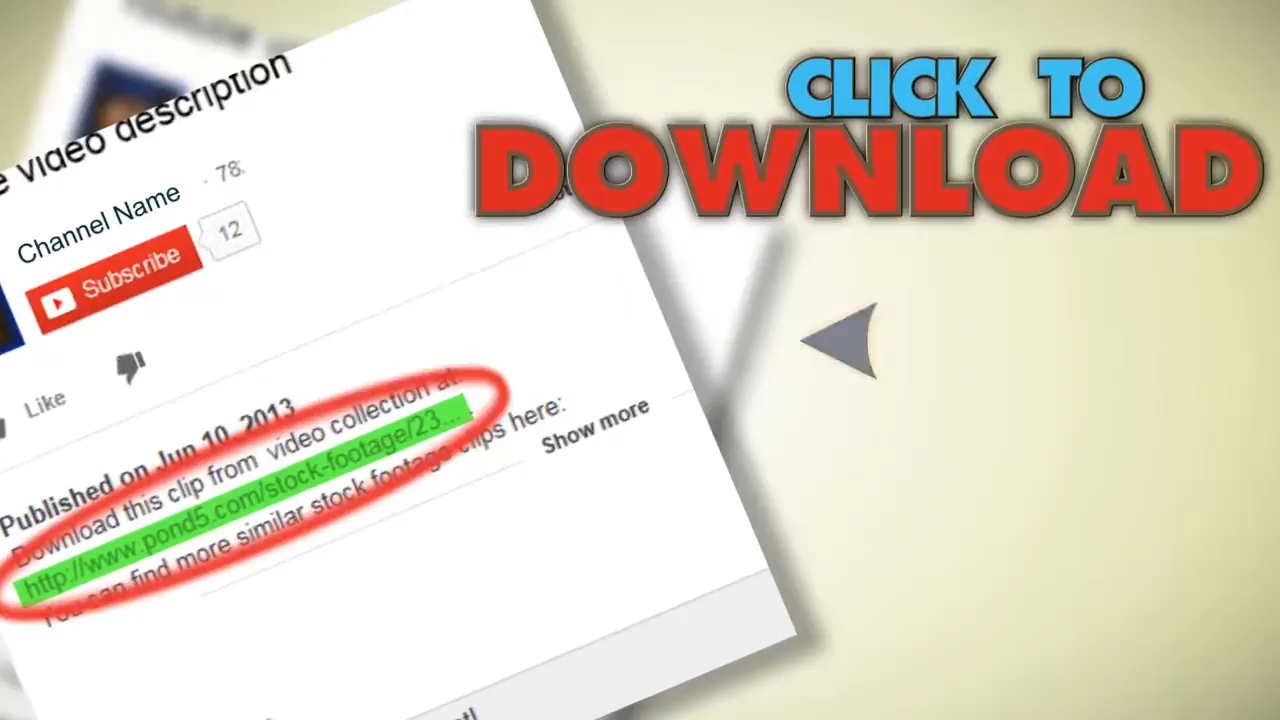 CLICK TO
DOWNLOAD
video description
Channel Name
78
Subscribe
12
Like
Published on Jun 10, 2013
Download this clip from video collection at
http://www.pond5.com/stock-footage/23...
You can find more similar stock footage clips here:
Show more